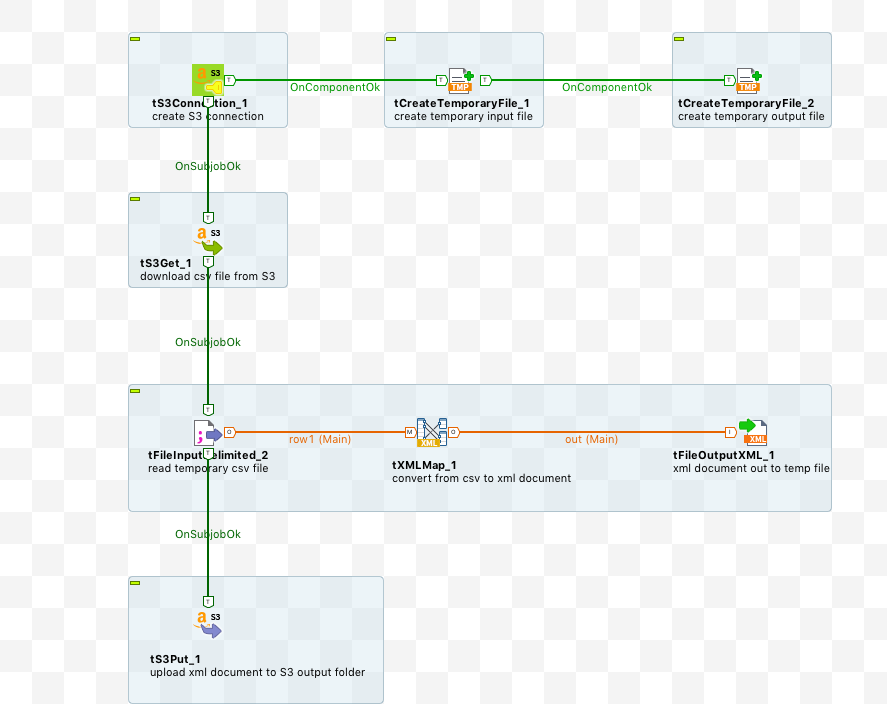 S3
T
OnComponentOk
T
TMP
T
OnComponentOk
T
TMP
tS3Connection_1
create S3 connection
tCreateTemporaryFile_1
create temporary input file
tCreateTemporaryFile_2
create temporary output file
T
OnSubjobOk
T
a S3
tS3Get_1
download csv file from S3
T
OnSubjobOk
T
O
row1 (Main)
M
XML
O
out (Main)
I
XML
tFileInputDelimited_2
read temporary csv file
T
tXMLMap_1
convert from csv to xml document
tFileOutputXML_1
xml document out to temp file
OnSubjobOk
T
a S3
tS3Put_1
upload xml document to S3 output folder